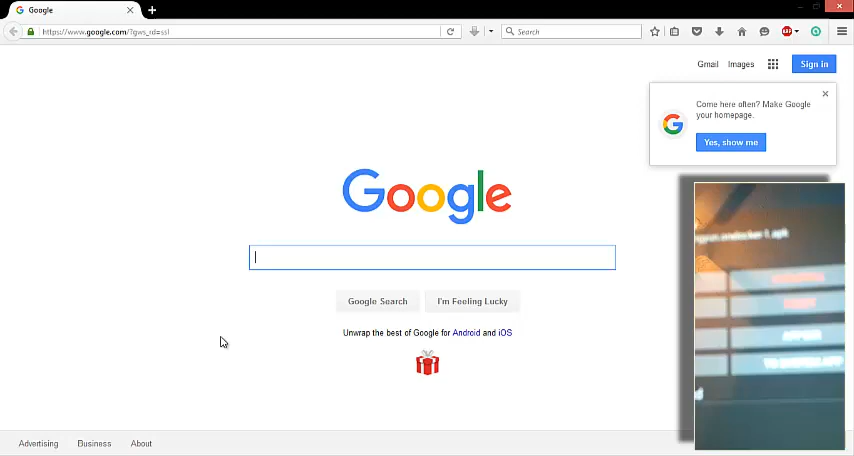 Google
https://www.google.com/?gws_rd=ssl
Search
Gmail Images Sign in
Come here often? Make Google
your homepage.
Yes, show me
Google
Google Search I'm Feeling Lucky
Unwrap the best of Google for Android and iOS
Advertising Business About